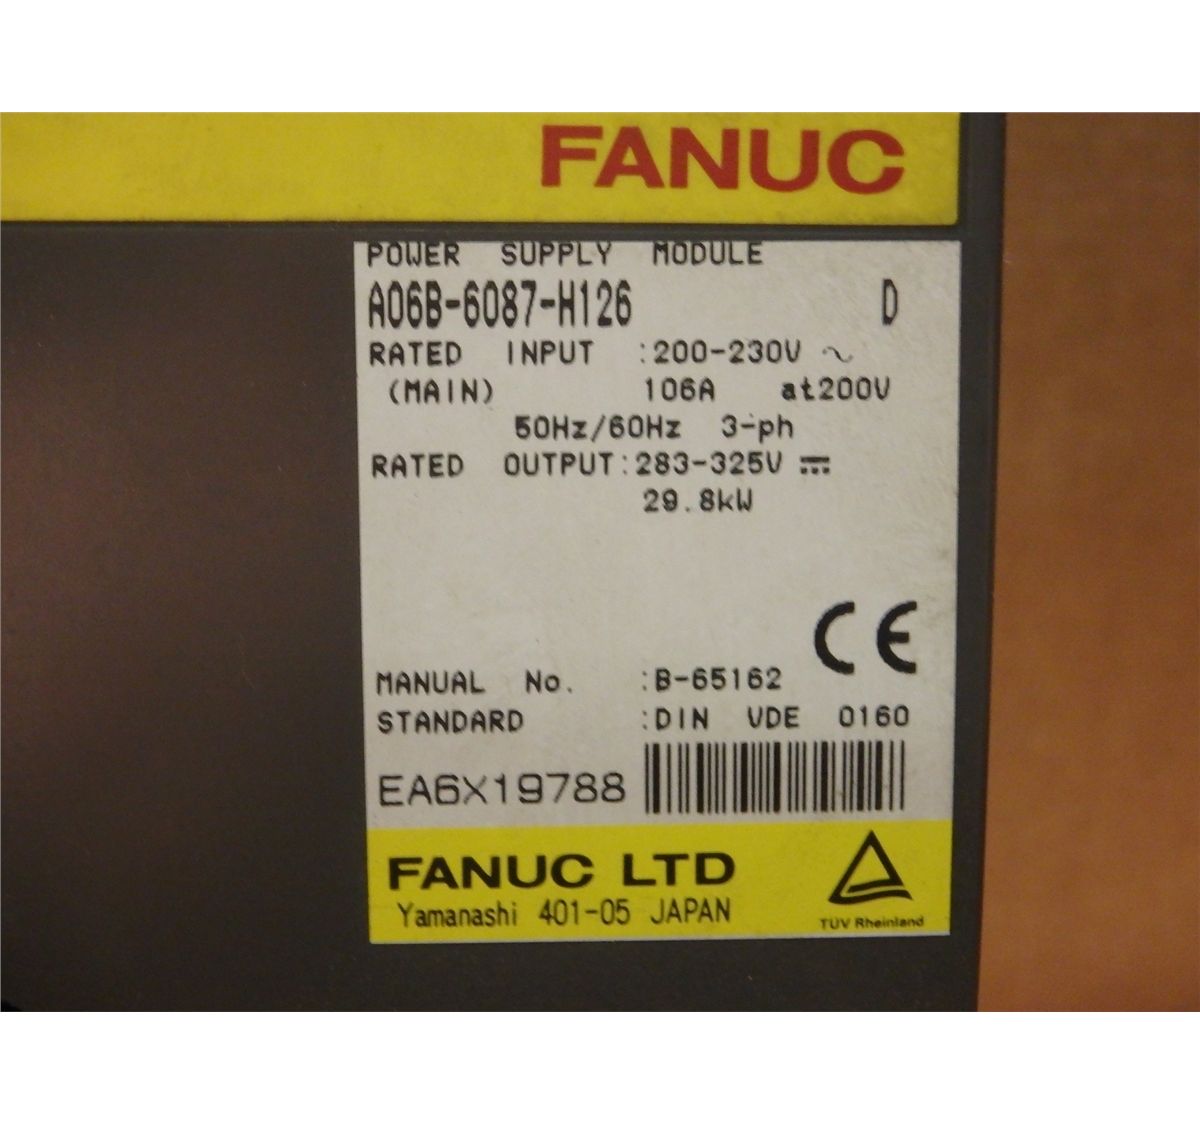 FANUC
POWER SUPPLY MODULE
A06B-6087-H126 D
RATED INPUT :200-230V ~
(MAIN) 106A at200V
50Hz/60Hz 3-ph
RATED OUTPUT:283-325V ⎓
29.8kW
CE
MANUAL No. :B-65162
STANDARD :DIN VDE 0160
EA6X19788
FANUC LTD
Yamanashi 401-05 JAPAN
TÜV Rheinland